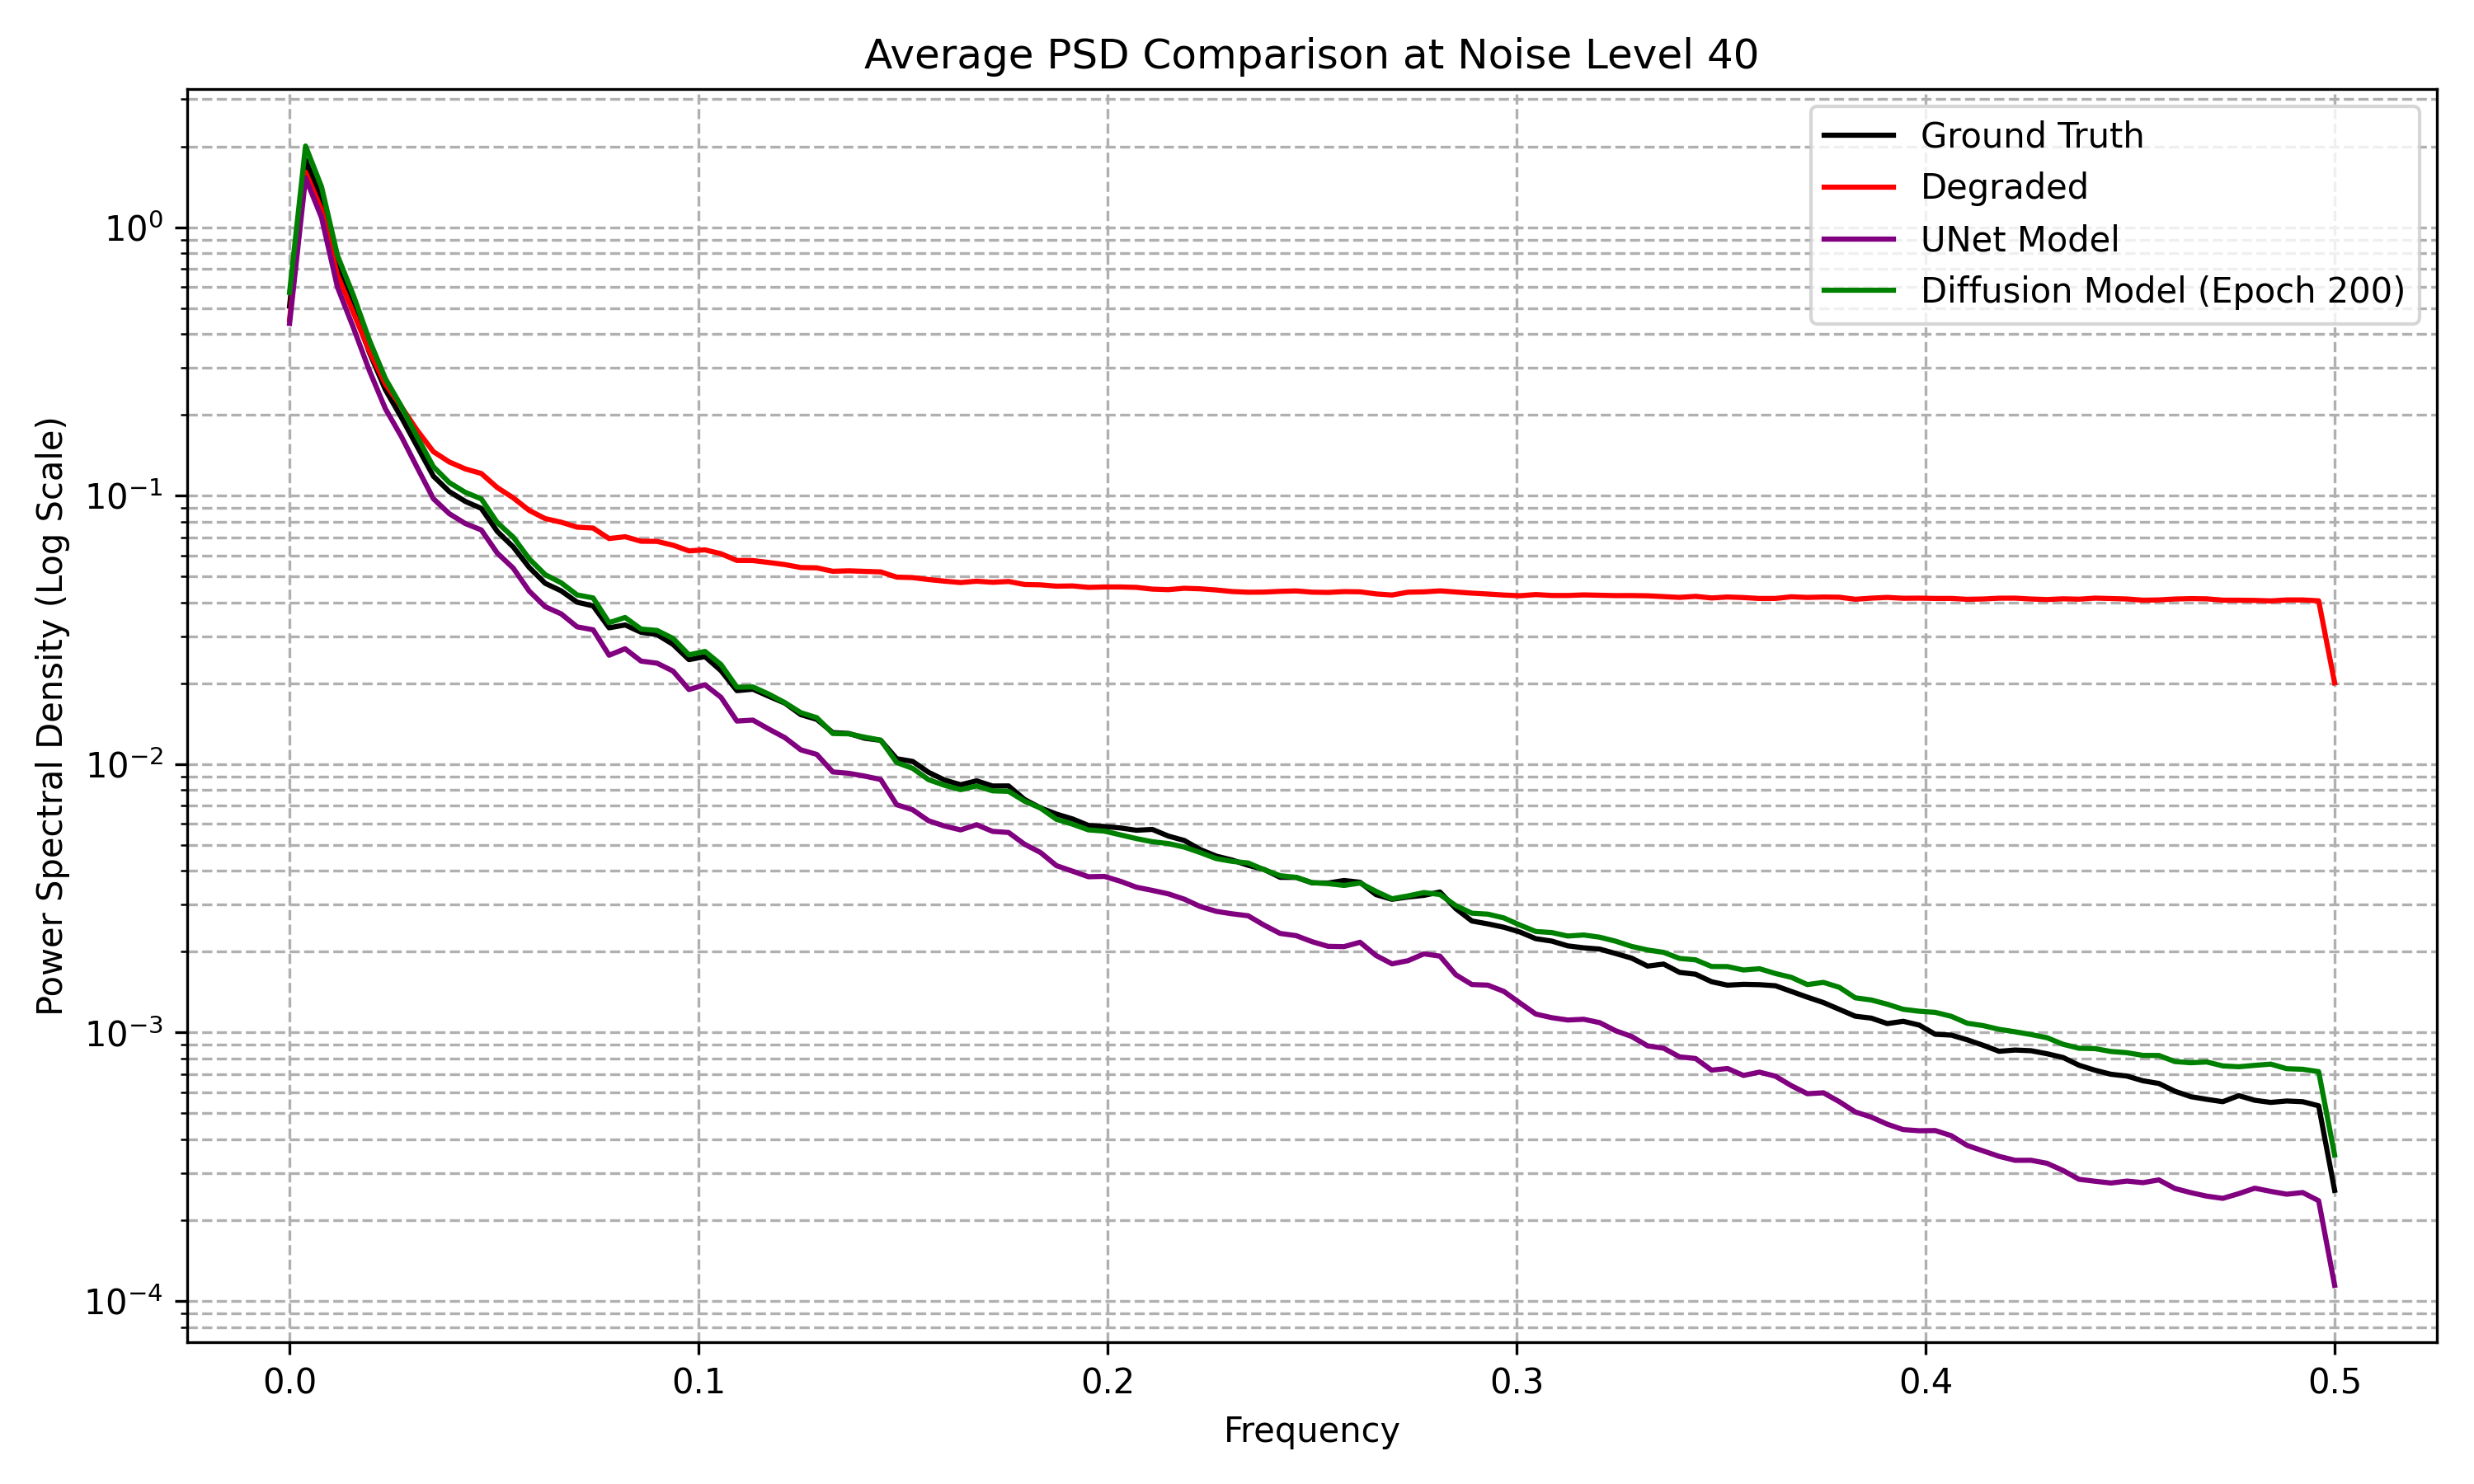 Average PSD Comparison at Noise Level 40
Ground Truth
Degraded
UNet Model
Diffusion Model (Epoch 200)
Power Spectral Density (Log Scale)
10⁰
10⁻¹
10⁻²
10⁻³
10⁻⁴
0.0 0.1 0.2 0.3 0.4 0.5
Frequency